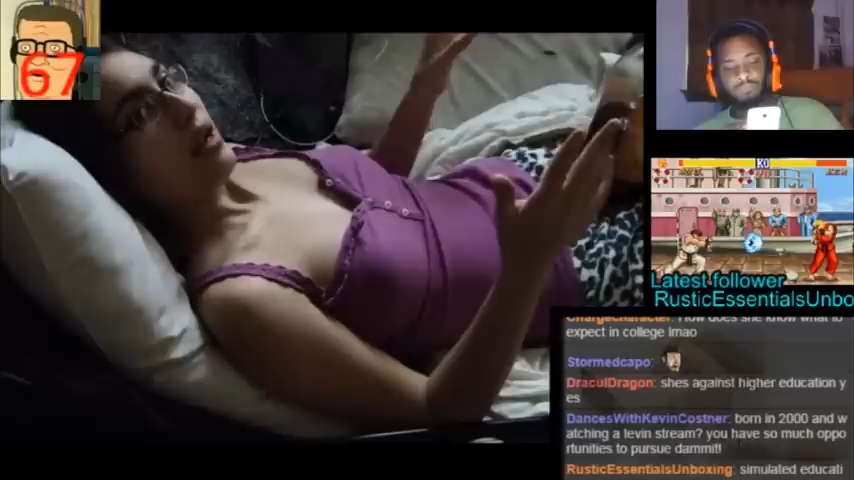 67
KO
Latest follower
RusticEssentialsUnbo
ChargeCharacter: How does she know what to
expect in college lmao
Stormedcapo:
DraculDragon: shes against higher education y
es
DancesWithKevinCostner: born in 2000 and w
atching a tevin stream? you have so much oppo
rtunities to pursue dammit!
RusticEssentialsUnboxing: simulated educati